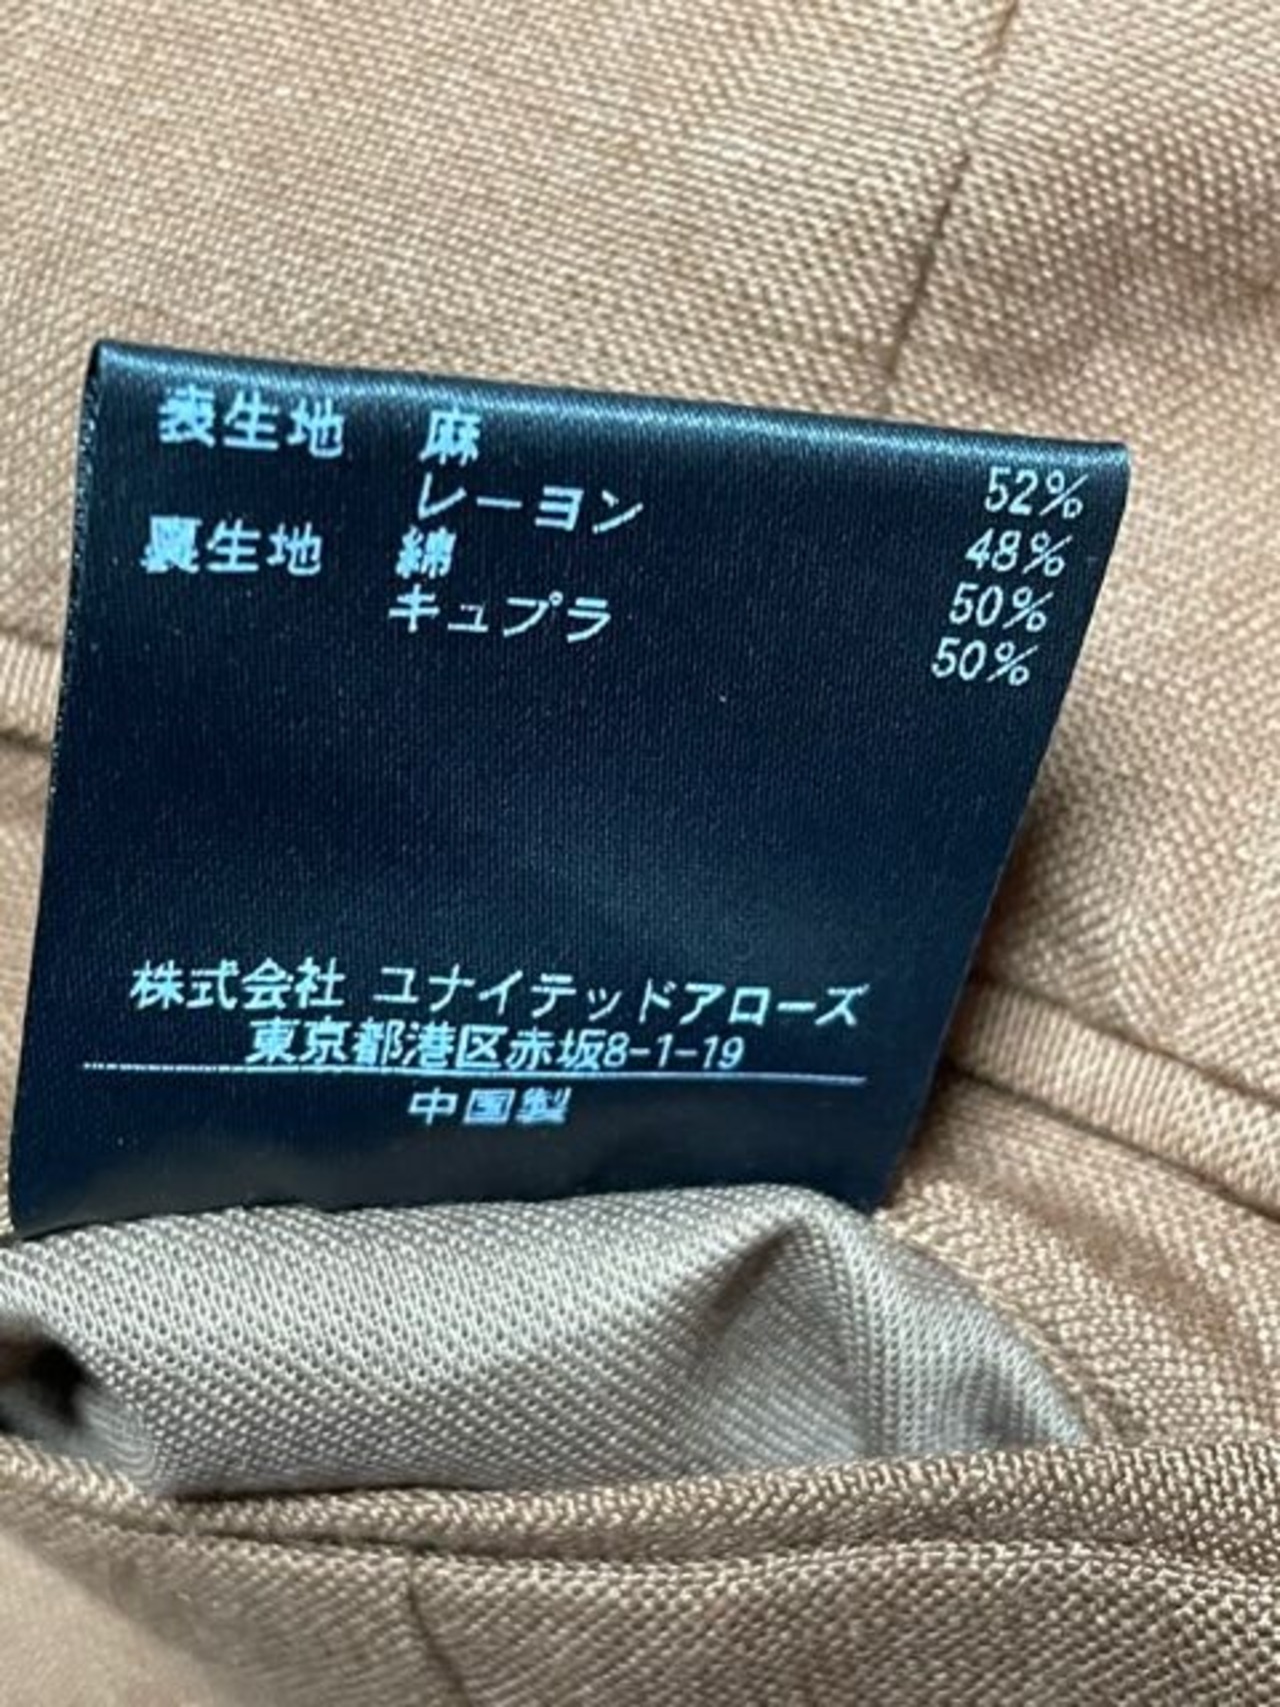 表生地 麻 52%
レーヨン 48%
裏生地 綿 50%
キュプラ 50%
株式会社 ユナイテッドアローズ
東京都港区赤坂8-1-19
中国製